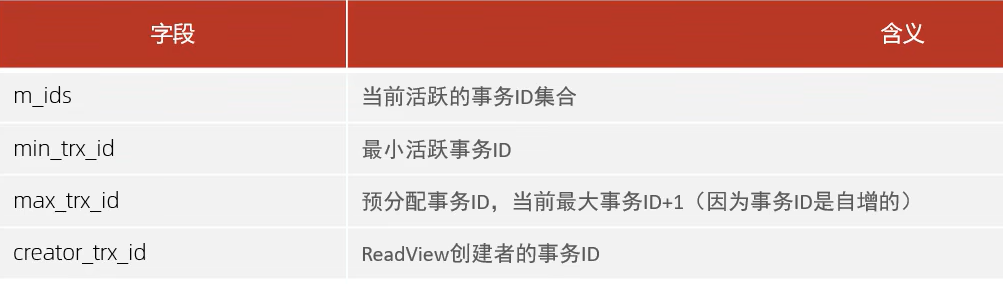 字段 含义
m_ids 当前活跃的事务ID集合
min_trx_id 最小活跃事务ID
max_trx_id 预分配事务ID，当前最大事务ID+1（因为事务ID是自增的）
creator_trx_id ReadView创建者的事务ID